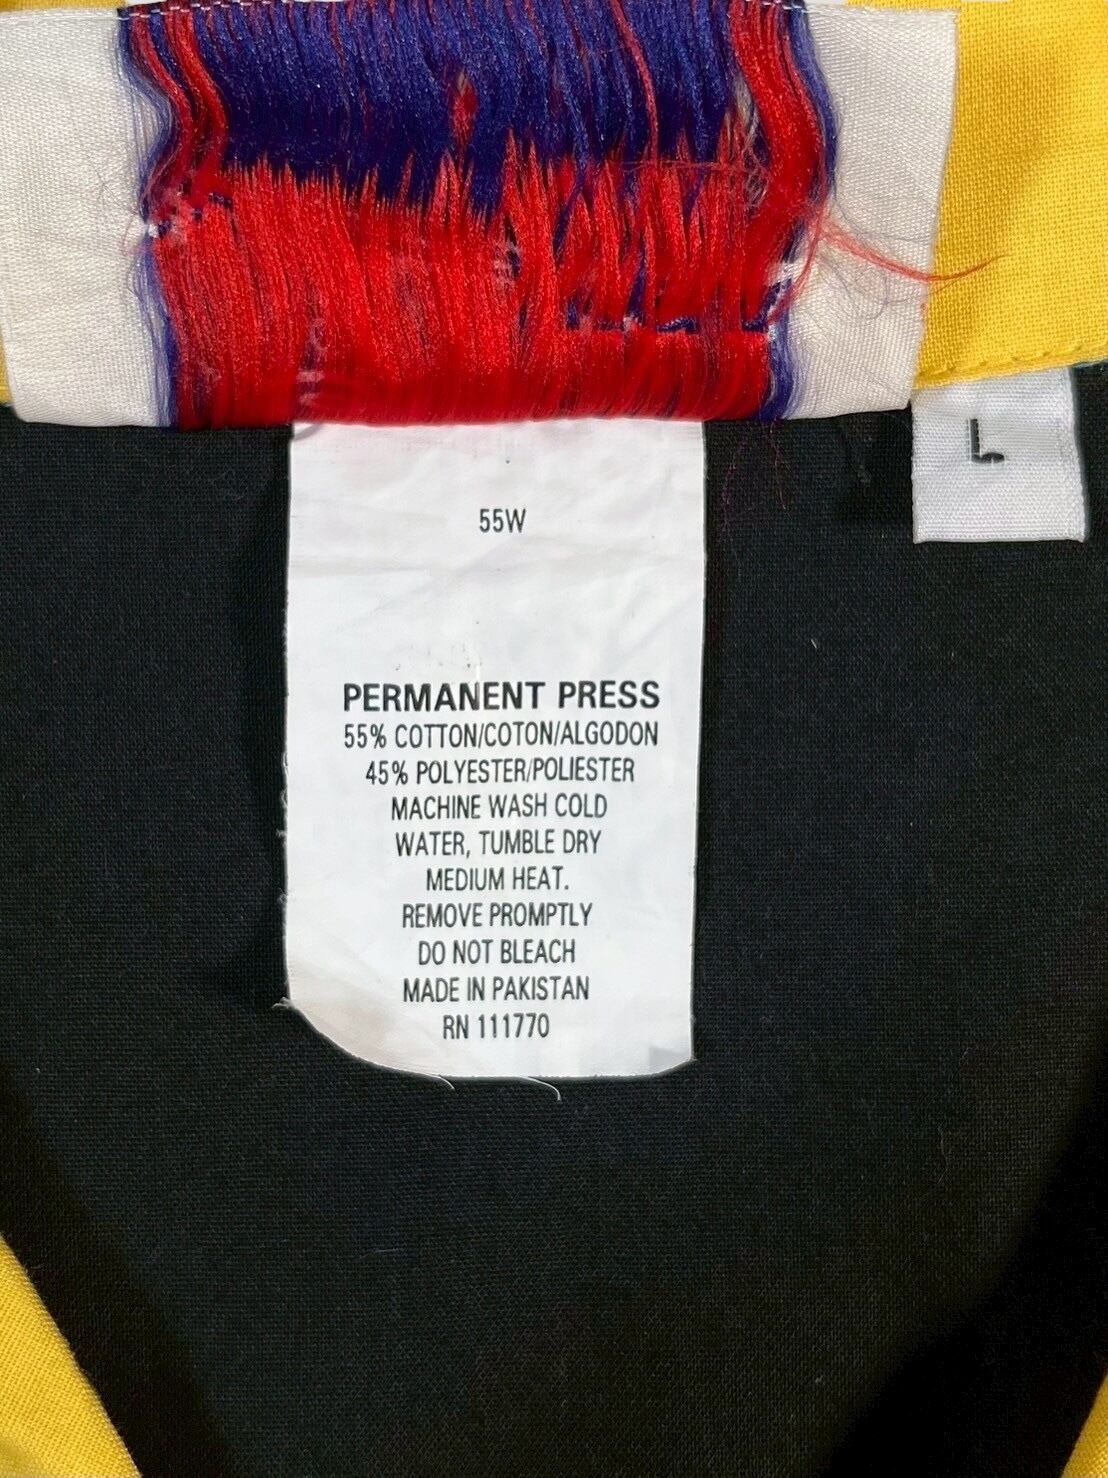 L
55W
PERMANENT PRESS
55% COTTON/COTON/ALGODON
45% POLYESTER/POLIESTER
MACHINE WASH COLD
WATER, TUMBLE DRY
MEDIUM HEAT.
REMOVE PROMPTLY
DO NOT BLEACH
MADE IN PAKISTAN
RN 111770